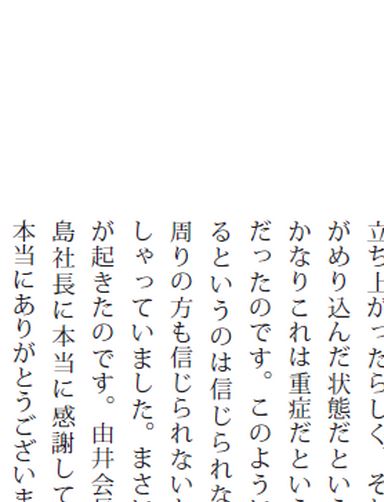 立ち上がったらしく、そ
がめり込んだ状態だとい
かなりこれは重症だとい
だったのです。このよう
るというのは信じられな
周りの方も信じられない
しゃっていました。まさ
が起きたのです。由井会
島社長に本当に感謝して
本当にありがとうござい